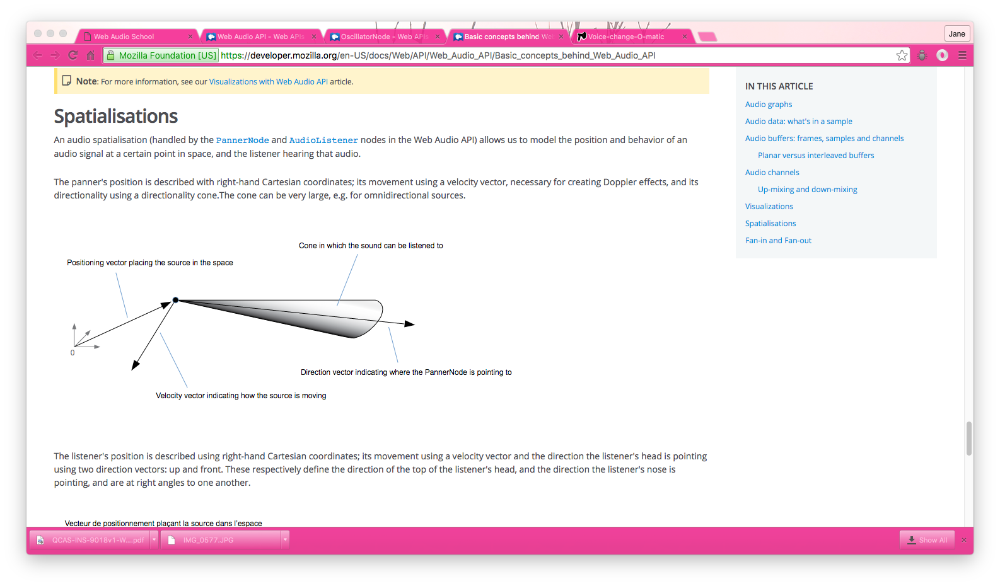 Web Audio School
Web Audio API - Web APIs
OscillatorNode - Web APIs
Basic concepts behind We
Voice-change-O-matic
Jane
Mozilla Foundation [US] https://developer.mozilla.org/en-US/docs/Web/API/Web_Audio_API/Basic_concepts_behind_Web_Audio_API
Note: For more information, see our Visualizations with Web Audio API article.
Spatialisations
An audio spatialisation (handled by the PannerNode and AudioListener nodes in the Web Audio API) allows us to model the position and behavior of an
audio signal at a certain point in space, and the listener hearing that audio.
The panner's position is described with right-hand Cartesian coordinates; its movement using a velocity vector, necessary for creating Doppler effects, and its
directionality using a directionality cone.The cone can be very large, e.g. for omnidirectional sources.
Cone in which the sound can be listened to
Positioning vector placing the source in the space
0
Direction vector indicating where the PannerNode is pointing to
Velocity vector indicating how the source is moving
The listener's position is described using right-hand Cartesian coordinates; its movement using a velocity vector and the direction the listener's head is pointing
using two direction vectors: up and front. These respectively define the direction of the top of the listener's head, and the direction the listener's nose is
pointing, and are at right angles to one another.
Vecteur de positionnement plaçant la source dans l'espace
IN THIS ARTICLE
Audio graphs
Audio data: what's in a sample
Audio buffers: frames, samples and channels
Planar versus interleaved buffers
Audio channels
Up-mixing and down-mixing
Visualizations
Spatialisations
Fan-in and Fan-out
QCAS-INS-9018v1-W....pdf
IMG_0577.JPG
Show All